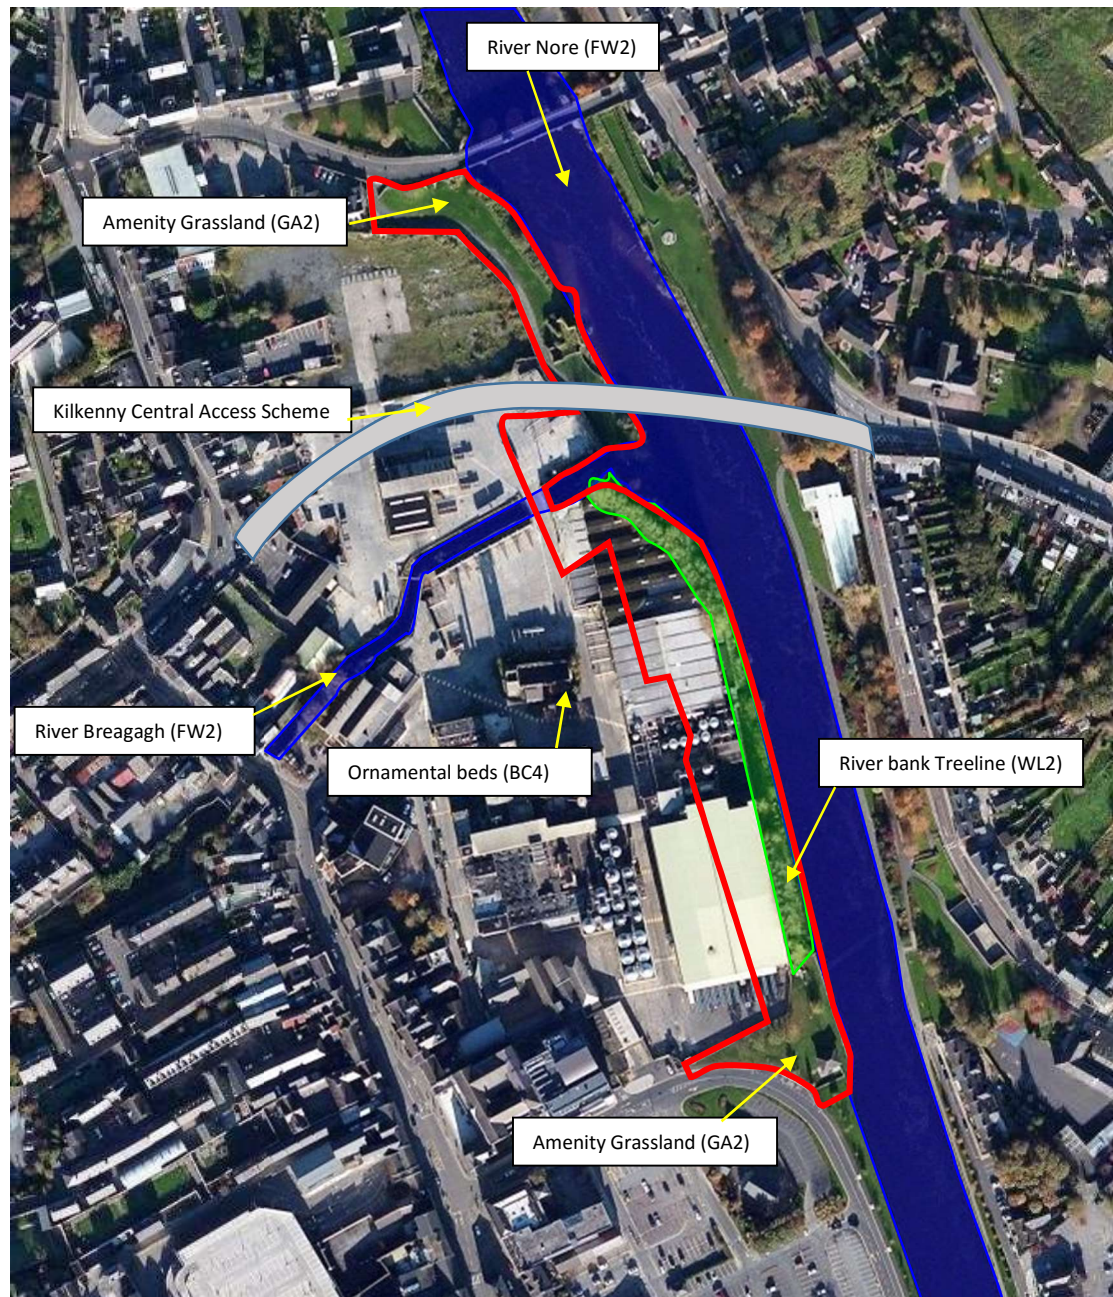 River Nore (FW2)
Amenity Grassland (GA2)
Kilkenny Central Access Scheme
River Breagagh (FW2)
Ornamental beds (BC4)
River bank Treeline (WL2)
Amenity Grassland (GA2)